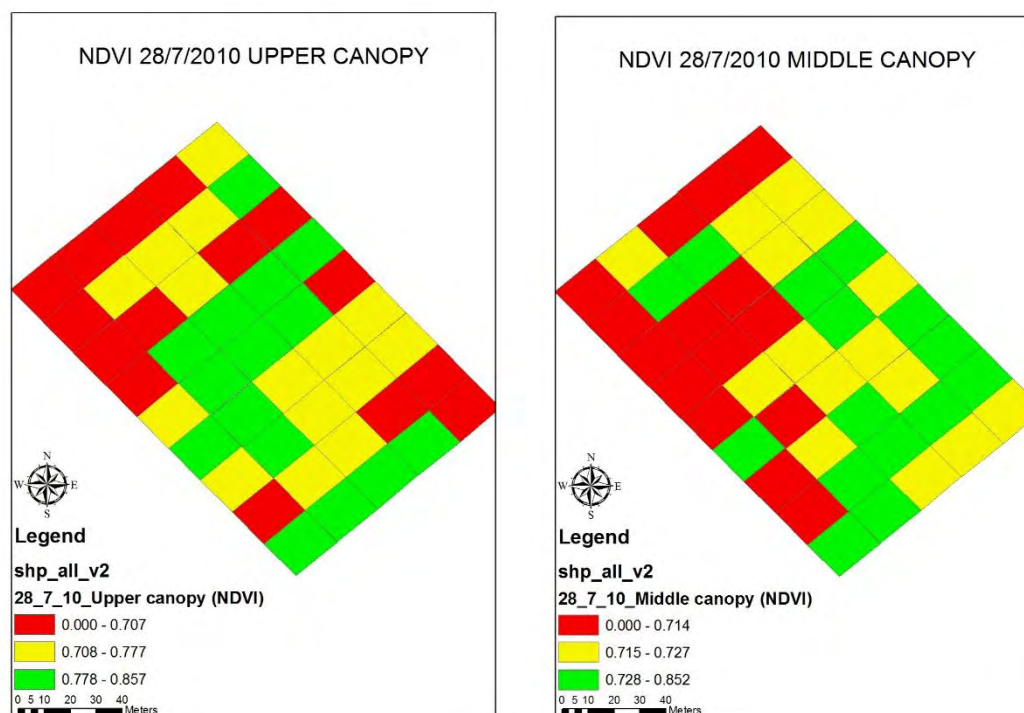 NDVI 28/7/2010 UPPER CANOPY
N
W E
S
Legend
shp_all_v2
28_7_10_Upper canopy (NDVI)
0.000 - 0.707
0.708 - 0.777
0.778 - 0.857
0 5 10 20 30 40
Meters
NDVI 28/7/2010 MIDDLE CANOPY
N
W E
S
Legend
shp_all_v2
28_7_10_Middle canopy (NDVI)
0.000 - 0.714
0.715 - 0.727
0.728 - 0.852
0 5 10 20 30 40
Meters